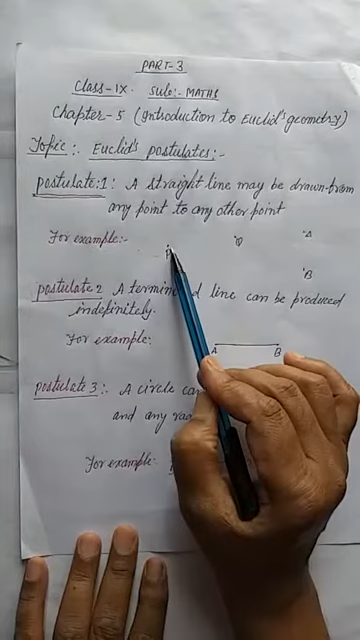 PART-3
Class-IX. Sub:- MATHS
Chapter-5 (Introduction to Euclid's geometry)
Topic:- Euclid's postulates:-
Postulate:1: A straight line may be drawn from
any point to any other point
For example:- P Q A
B
postulate 2 A line can be produced
indefinitely.
For example:
A B
postulate 3: A circle
and any
For example: